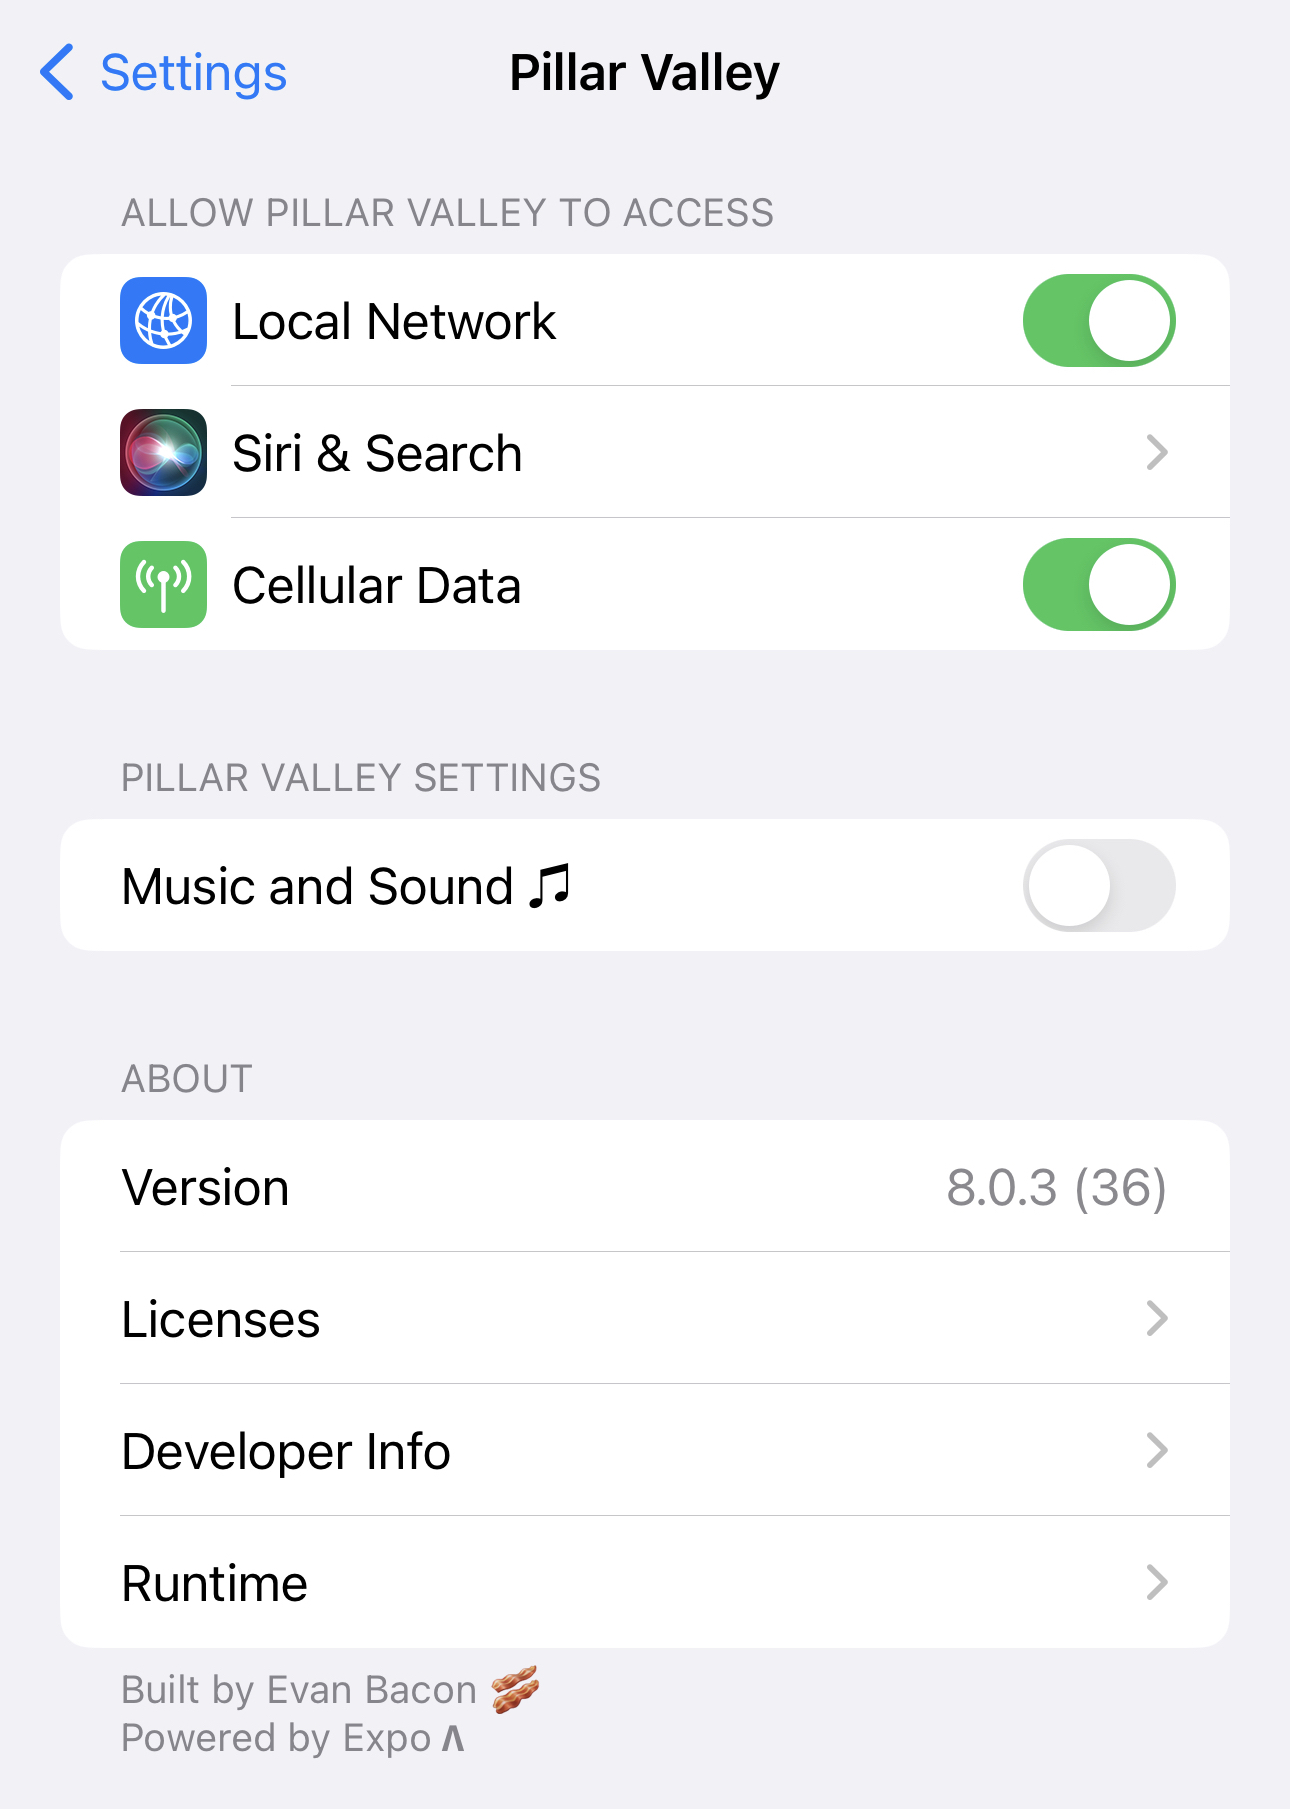 Settings
Pillar Valley
ALLOW PILLAR VALLEY TO ACCESS
Local Network
Siri & Search
Cellular Data
PILLAR VALLEY SETTINGS
Music and Sound 🎵
ABOUT
Version 8.0.3 (36)
Licenses
Developer Info
Runtime
Built by Evan Bacon 🥓
Powered by Expo Λ